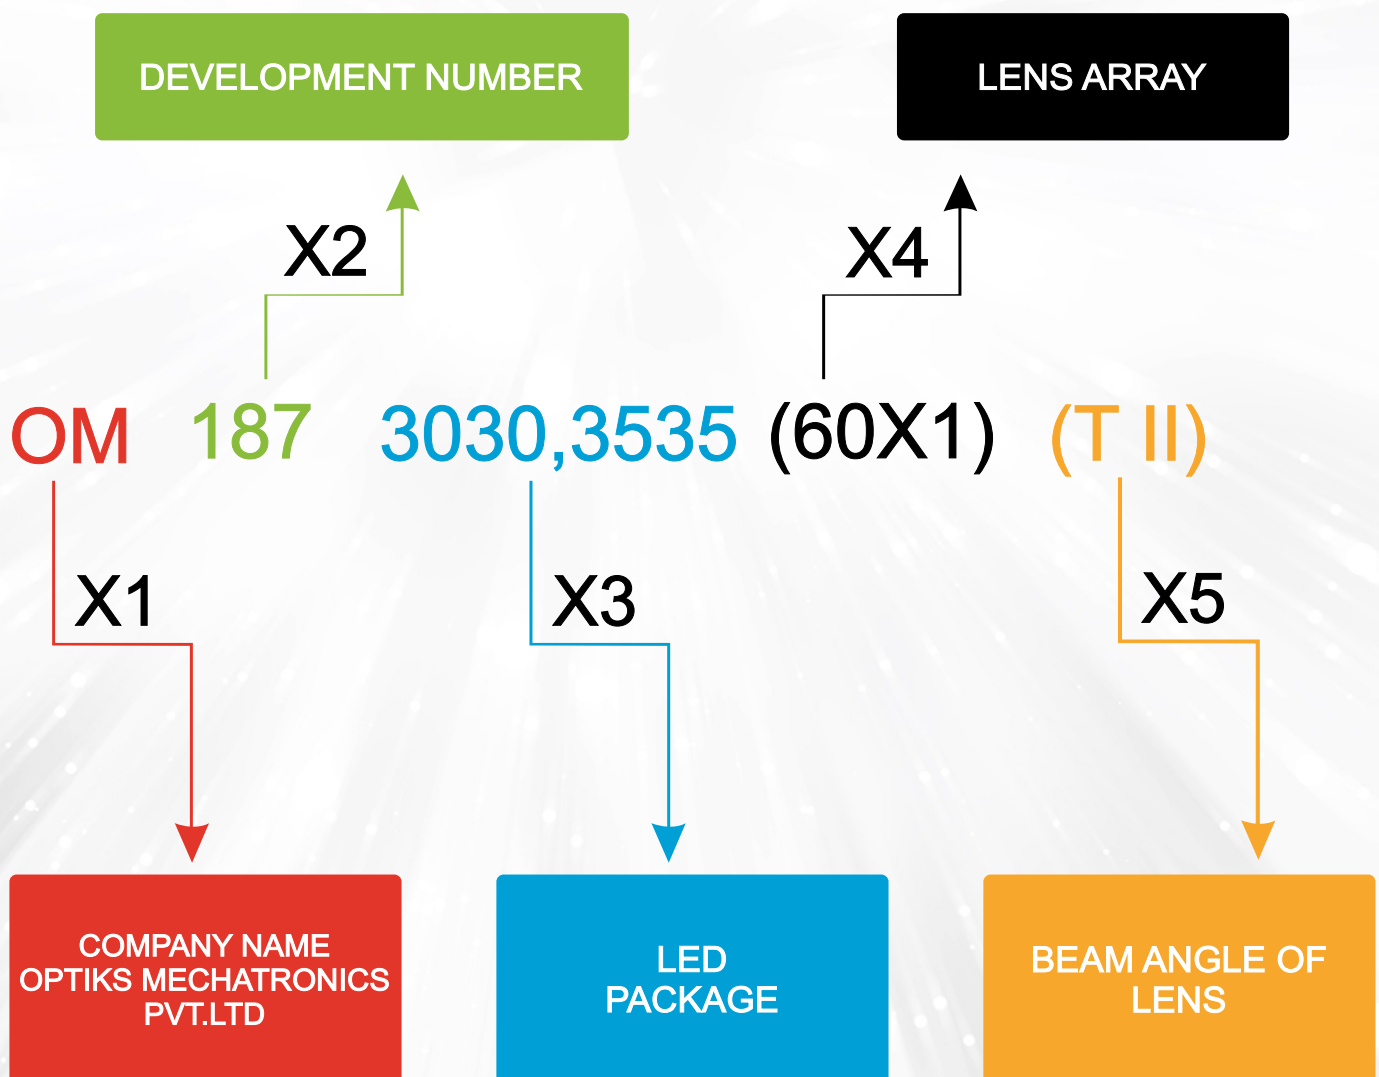 DEVELOPMENT NUMBER
LENS ARRAY
X2
X4
OM 187 3030,3535 (60X1) (T II)
X1
X3
X5
COMPANY NAME
OPTIKS MECHATRONICS
PVT.LTD
LED
PACKAGE
BEAM ANGLE OF
LENS